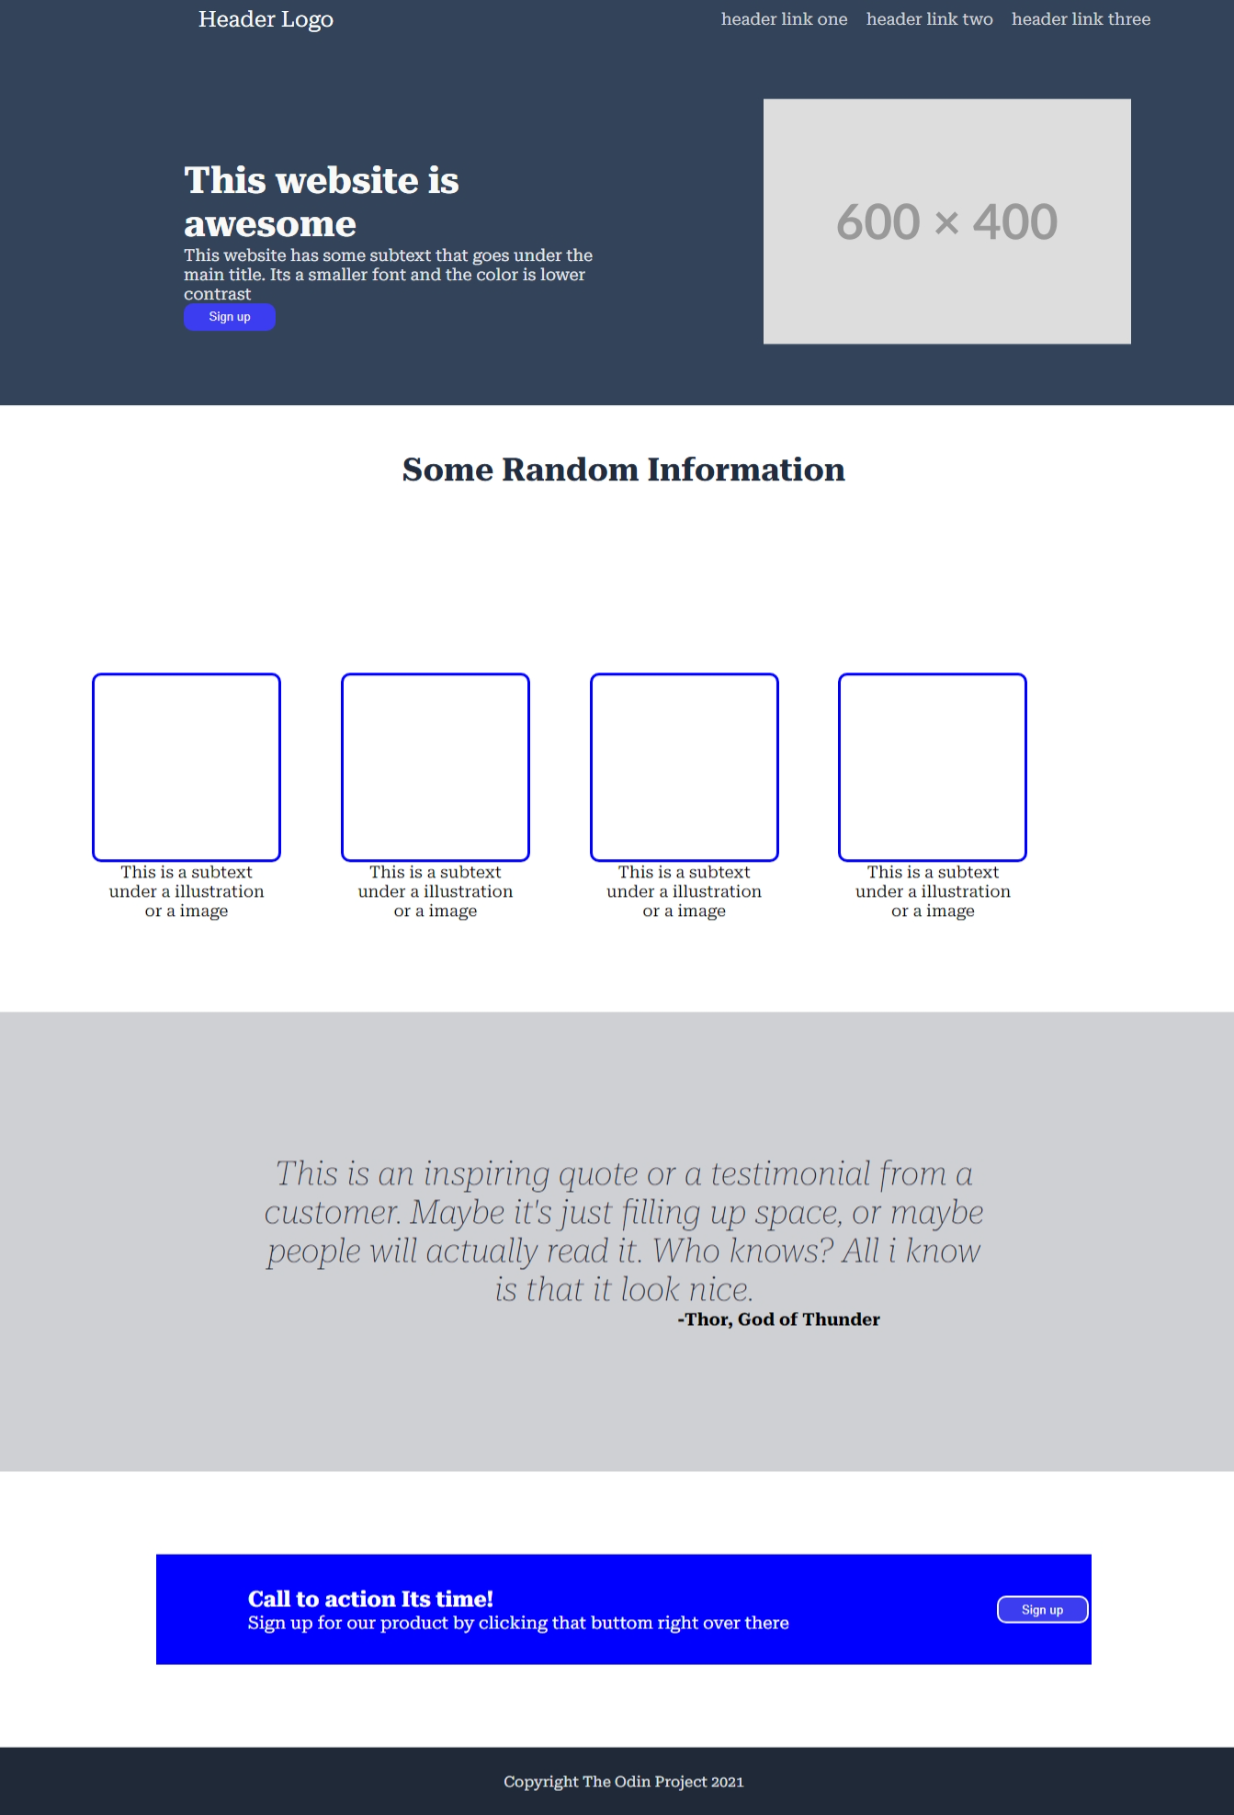 Header Logo
header link one header link two header link three
This website is
awesome
This website has some subtext that goes under the
main title. Its a smaller font and the color is lower
contrast
Sign up
600 × 400
Some Random Information
This is a subtext
under a illustration
or a image
This is a subtext
under a illustration
or a image
This is a subtext
under a illustration
or a image
This is a subtext
under a illustration
or a image
This is an inspiring quote or a testimonial from a
customer. Maybe it's just filling up space, or maybe
people will actually read it. Who knows? All i know
is that it look nice.
-Thor, God of Thunder
Call to action Its time!
Sign up for our product by clicking that buttom right over there
Sign up
Copyright The Odin Project 2021